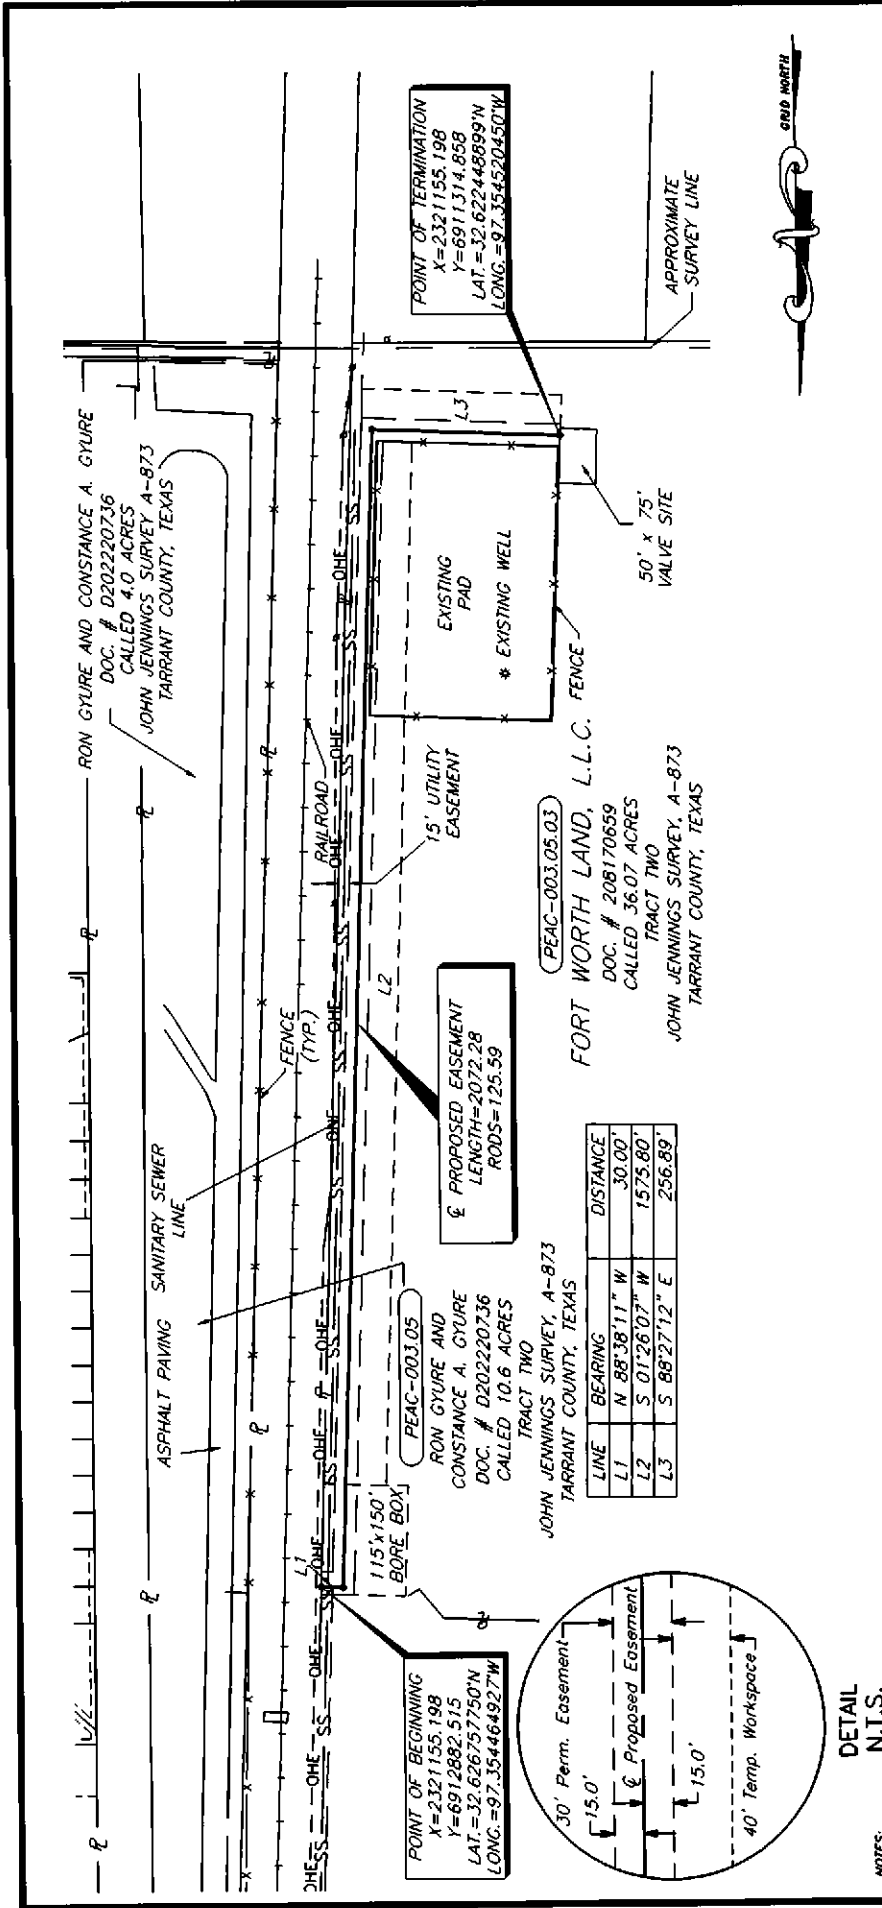 RON GYURE AND CONSTANCE A. GYURE
DOC. # D202220736
CALLED 4.0 ACRES
JOHN JENNINGS SURVEY A-873
TARRANT COUNTY, TEXAS
ASPHALT PAVING
SANITARY SEWER
LINE
FENCE
(TYP.)
RAILROAD
15' UTILITY
EASEMENT
OHE
SS
L1
L2
L3
POINT OF TERMINATION
X=2321155.198
Y=6911314.858
LAT.=32.622448899°N
LONG.=97.354520450°W
APPROXIMATE
SURVEY LINE
GRID NORTH
EXISTING
PAD
* EXISTING WELL
FENCE
50' x 75'
VALVE SITE
PEAC-003.05.03
FORT WORTH LAND, L.L.C.
DOC. # 208170659
CALLED 36.07 ACRES
TRACT TWO
JOHN JENNINGS SURVEY, A-873
TARRANT COUNTY, TEXAS
℄ PROPOSED EASEMENT
LENGTH=2072.28
RODS=125.59
PEAC-003.05
RON GYURE AND
CONSTANCE A. GYURE
DOC. # D202220736
CALLED 10.6 ACRES
TRACT TWO
JOHN JENNINGS SURVEY, A-873
TARRANT COUNTY, TEXAS
LINE BEARING DISTANCE
L1 N 88°38'11" W 30.00'
L2 S 01°26'07" W 1575.80'
L3 S 88°27'12" E 256.89'
115'x150'
BORE BOX
POINT OF BEGINNING
X=2321155.198
Y=6912882.515
LAT.=32.626757750°N
LONG.=97.354464927°W
30' Perm. Easement
15.0'
℄ Proposed Easement
15.0'
40' Temp. Workspace
DETAIL
N.T.S.
NOTES: